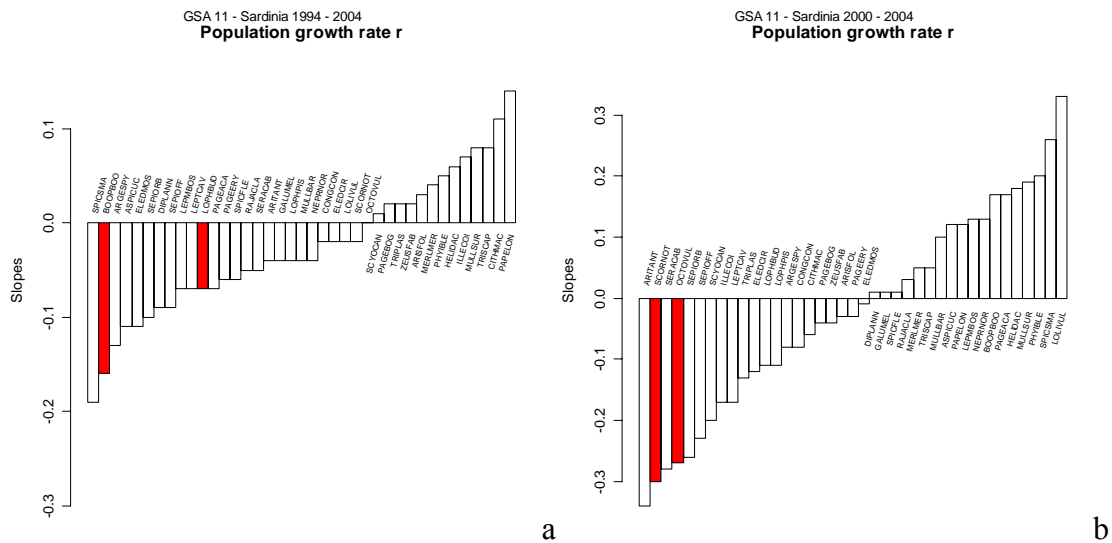 GSA 11 - Sardinia 1994 - 2004
Population growth rate r
Slopes
0.1
0.0
-0.1
-0.2
-0.3
SPICSMA
BOOPBOO
ARGESPY
ASPICUC
ELEDMOS
SEPIORB
DIPLANN
SEPIOFF
LEPMBOS
LEPTCAV
LOPHBUD
PAGEACA
PAGEERY
SPICFLE
RAJACLA
SERACAB
ARITANT
GALUMEL
LOPHPIS
MULLBAR
NEPRNOR
CONGCON
ELEDCIR
LOLIVUL
SCORNOT
OCTOVUL
SCYOCAN
PAGEBOG
TRIPLAS
ZEUSFAB
ARISFOL
MERLMER
PHYIBLE
HELIDAC
ILLECOI
MULLSUR
TRISCAP
CITHMAC
PAPELON
a
GSA 11 - Sardinia 2000 - 2004
Population growth rate r
Slopes
0.3
0.2
0.1
0.0
-0.1
-0.2
-0.3
ARITANT
SCORNOT
SERACAB
OCTOVUL
SEPIORB
SEPIOFF
SCYOCAN
ILLECOI
LEPTCAV
TRIPLAS
ELEDCIR
LOPHBUD
LOPHPIS
ARGESPY
CONGCON
CITHMAC
PAGEBOG
ZEUSFAB
ARISFOL
PAGEERY
ELEDMOS
DIPLANN
GALUMEL
SPICFLE
RAJACLA
MERLMER
TRISCAP
MULLBAR
ASPICUC
PAPELON
LEPMBOS
NEPRNOR
BOOPBOO
PAGEACA
HELIDAC
MULLSUR
PHYIBLE
SPICSMA
LOLIVUL
b